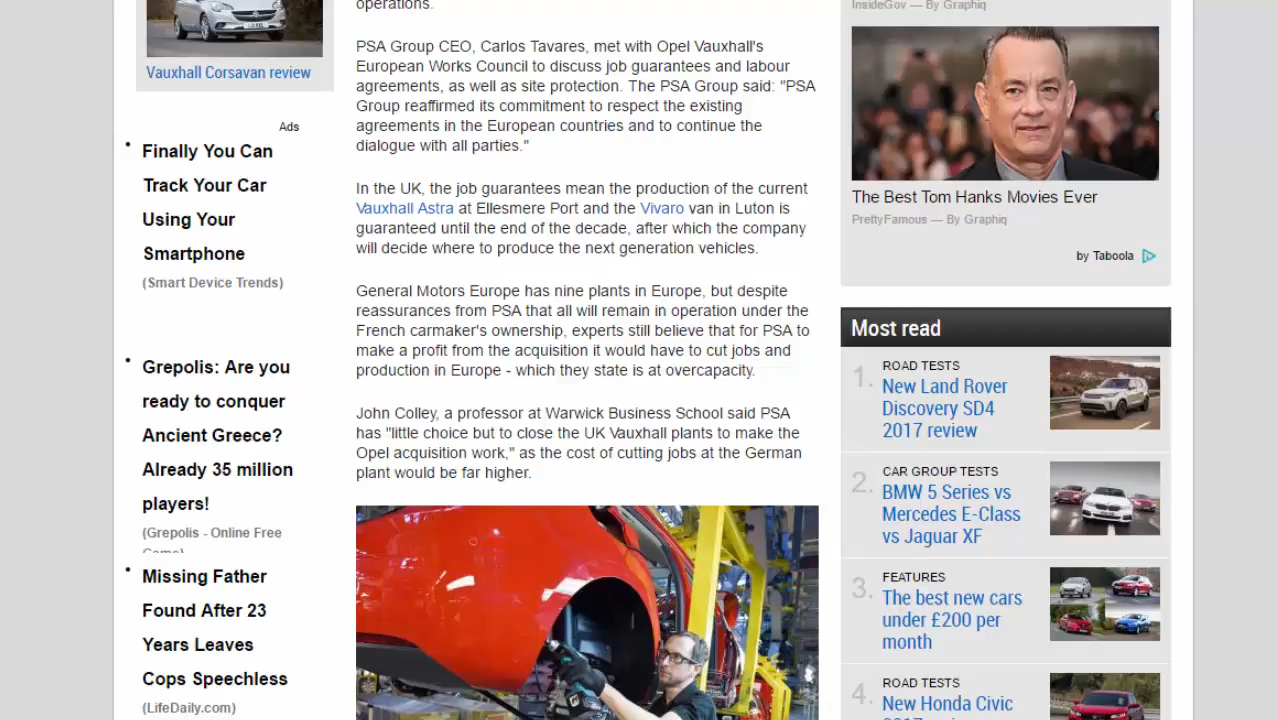 operations.
Vauxhall Corsavan review
Ads
Finally You Can
Track Your Car
Using Your
Smartphone
(Smart Device Trends)
Grepolis: Are you
ready to conquer
Ancient Greece?
Already 35 million
players!
(Grepolis - Online Free
Game)
Missing Father
Found After 23
Years Leaves
Cops Speechless
(LifeDaily.com)
PSA Group CEO, Carlos Tavares, met with Opel Vauxhall's
European Works Council to discuss job guarantees and labour
agreements, as well as site protection. The PSA Group said: "PSA
Group reaffirmed its commitment to respect the existing
agreements in the European countries and to continue the
dialogue with all parties."
In the UK, the job guarantees mean the production of the current
Vauxhall Astra at Ellesmere Port and the Vivaro van in Luton is
guaranteed until the end of the decade, after which the company
will decide where to produce the next generation vehicles.
General Motors Europe has nine plants in Europe, but despite
reassurances from PSA that all will remain in operation under the
French carmaker's ownership, experts still believe that for PSA to
make a profit from the acquisition it would have to cut jobs and
production in Europe - which they state is at overcapacity.
John Colley, a professor at Warwick Business School said PSA
has "little choice but to close the UK Vauxhall plants to make the
Opel acquisition work," as the cost of cutting jobs at the German
plant would be far higher.
InsideGov — By Graphiq
The Best Tom Hanks Movies Ever
PrettyFamous — By Graphiq
by Taboola
Most read
1. ROAD TESTS
New Land Rover
Discovery SD4
2017 review
2. CAR GROUP TESTS
BMW 5 Series vs
Mercedes E-Class
vs Jaguar XF
3. FEATURES
The best new cars
under £200 per
month
4. ROAD TESTS
New Honda Civic
2017 review